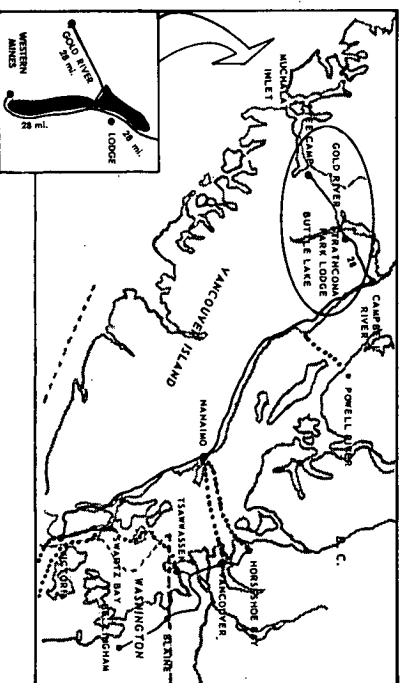 GOLD RIVER
28 mi.
WESTERN
MINES
28 mi.
LODGE
28 mi.
MUCHALAT
INLET
GOLD RIVER
STRATHCONA
PARK LODGE
BUTTLE LAKE
28
CAMPBELL
RIVER
POWELL RIVER
VANCOUVER
ISLAND
NANAIMO
B.C.
HORSESHOE BAY
VANCOUVER
TSAWWASSEN
BLAINE
WASHINGTON
BELLINGHAM
SWARTZ BAY
VICTORIA